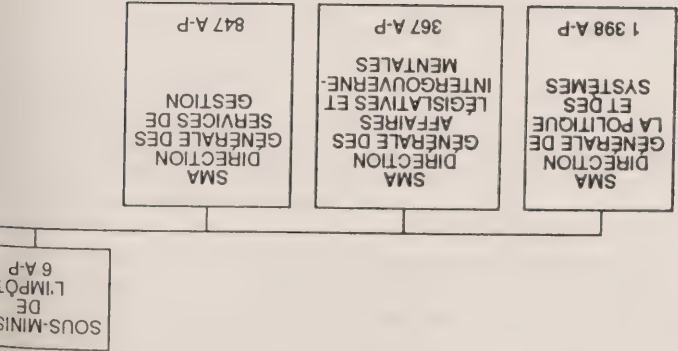 SOUS-MINIS
DE
L'IMPÔT
6 A-P
SMA
DIRECTION
GÉNÉRALE DE
LA POLITIQUE
ET DES
SYSTÈMES
1 398 A-P
SMA
DIRECTION
GÉNÉRALE DES
AFFAIRES
LÉGISLATIVES ET
INTERGOUVERNE-
MENTALES
367 A-P
SMA
DIRECTION
GÉNÉRALE DES
SERVICES DE
GESTION
847 A-P